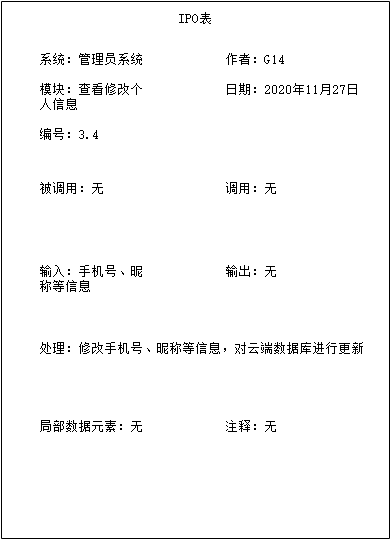 IPO表
系统：管理员系统 作者：G14
模块：查看修改个 日期：2020年11月27日
人信息
编号：3.4
被调用：无 调用：无
输入：手机号、昵 输出：无
称等信息
处理：修改手机号、昵称等信息，对云端数据库进行更新
局部数据元素：无 注释：无